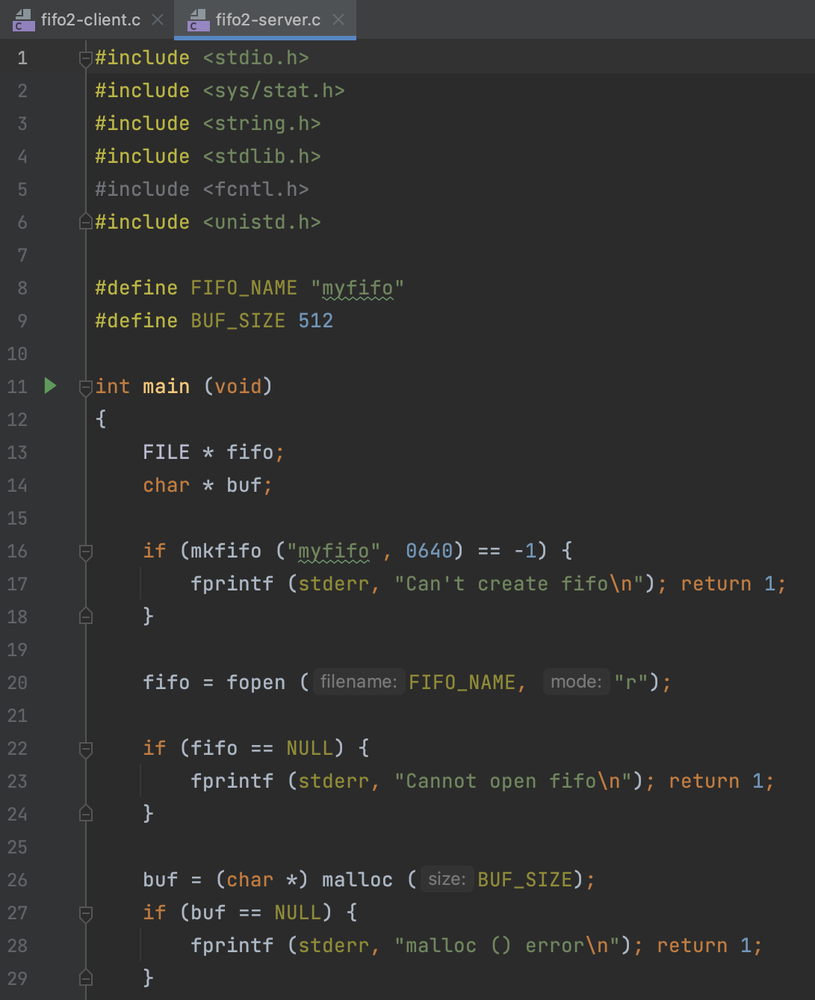 fifo2-client.c fifo2-server.c
1 #include <stdio.h>
2 #include <sys/stat.h>
3 #include <string.h>
4 #include <stdlib.h>
5 #include <fcntl.h>
6 #include <unistd.h>
7
8 #define FIFO_NAME "myfifo"
9 #define BUF_SIZE 512
10
11 int main (void)
12 {
13     FILE * fifo;
14     char * buf;
15
16     if (mkfifo ("myfifo", 0640) == -1) {
17         fprintf (stderr, "Can't create fifo\n"); return 1;
18     }
19
20     fifo = fopen ( filename: FIFO_NAME, mode: "r");
21
22     if (fifo == NULL) {
23         fprintf (stderr, "Cannot open fifo\n"); return 1;
24     }
25
26     buf = (char *) malloc ( size: BUF_SIZE);
27     if (buf == NULL) {
28         fprintf (stderr, "malloc () error\n"); return 1;
29     }